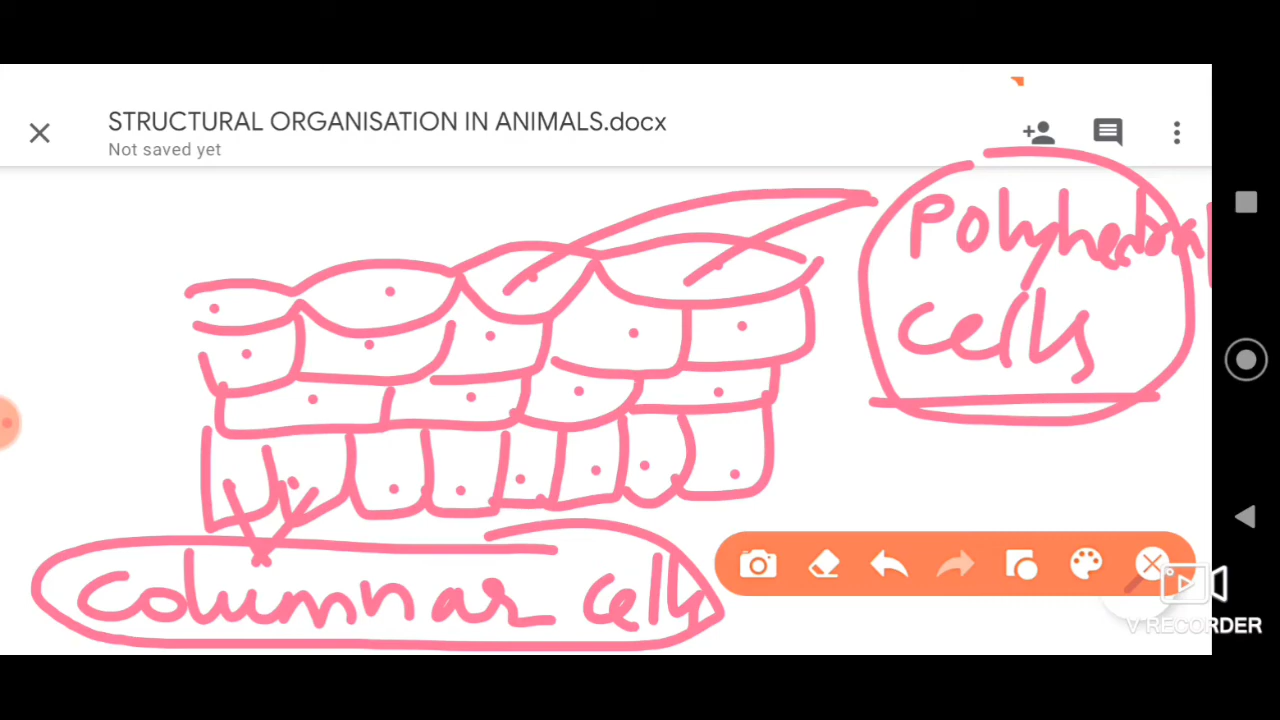 STRUCTURAL ORGANISATION IN ANIMALS.docx
Not saved yet
Polyhedral
cells
columnar cells
V RECORDER